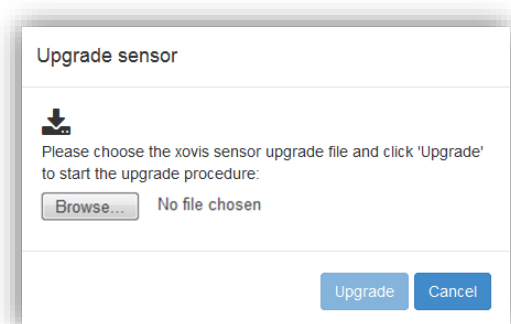 Upgrade sensor
Please choose the xovis sensor upgrade file and click 'Upgrade'
to start the upgrade procedure:
Browse... No file chosen
Upgrade Cancel